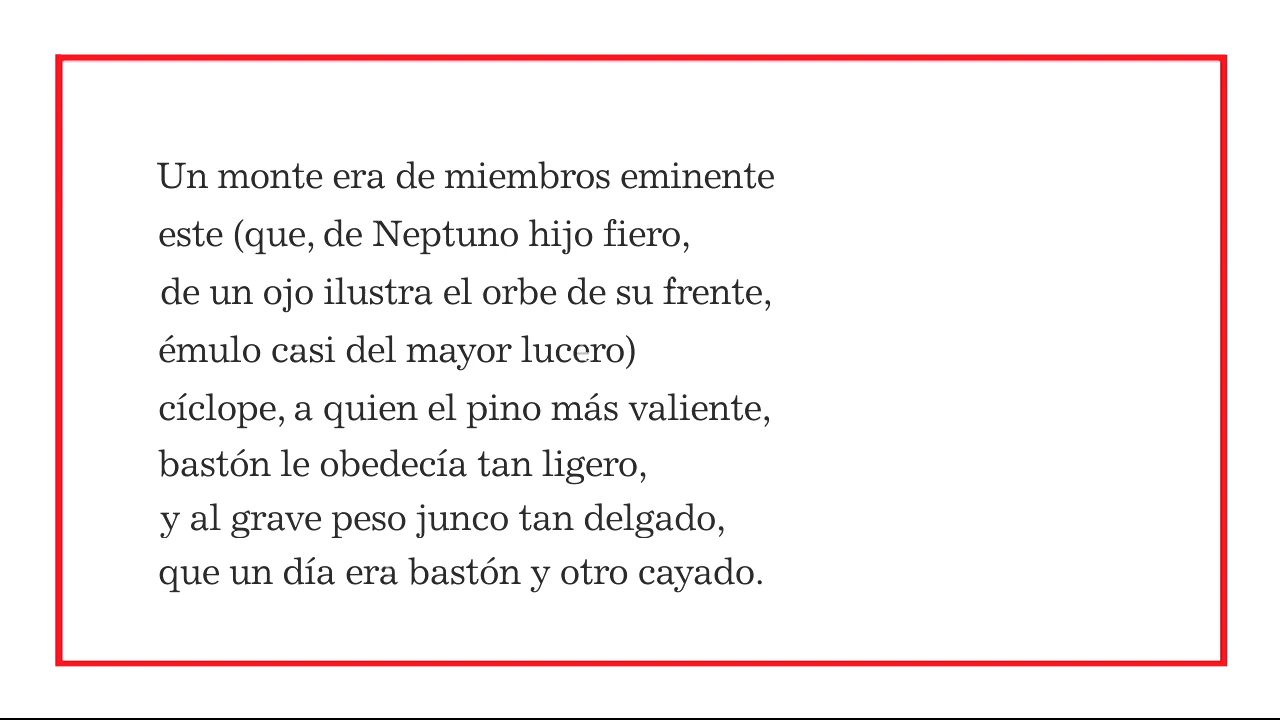 Un monte era de miembros eminente
este (que, de Neptuno hijo fiero,
de un ojo ilustra el orbe de su frente,
émulo casi del mayor lucero)
cíclope, a quien el pino más valiente,
bastón le obedecía tan ligero,
y al grave peso junco tan delgado,
que un día era bastón y otro cayado.